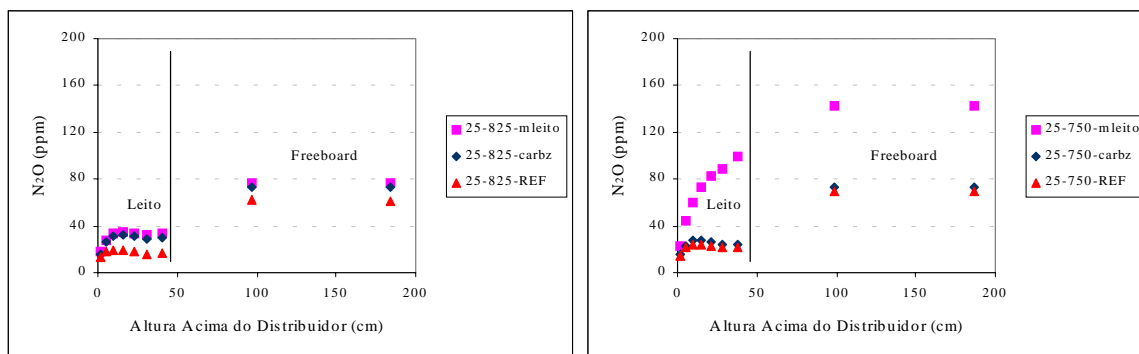 200
160
120
80
40
0
N₂O (ppm)
0 50 100 150 200
Altura Acima do Distribuidor (cm)
Leito
Freeboard
25-825-mleito
25-825-carbz
25-825-REF
200
160
120
80
40
0
N₂O (ppm)
0 50 100 150 200
Altura Acima do Distribuidor (cm)
Leito
Freeboard
25-750-mleito
25-750-carbz
25-750-REF